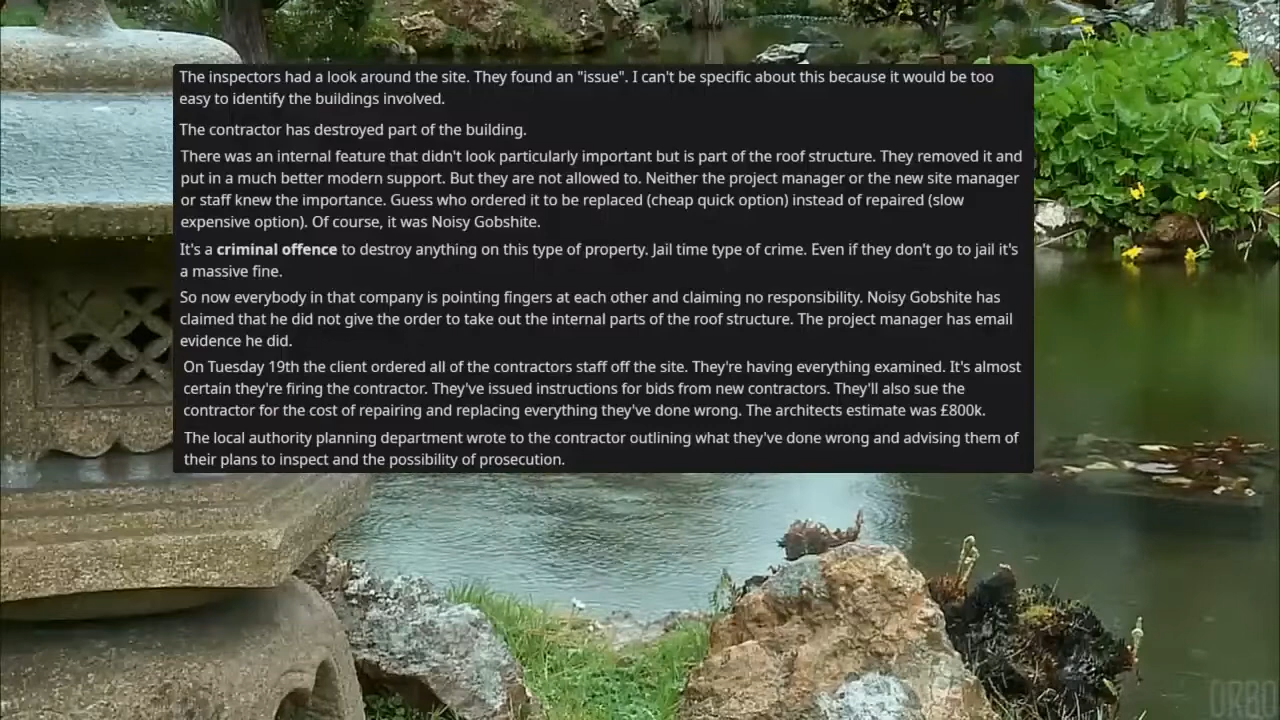 The inspectors had a look around the site. They found an "issue". I can't be specific about this because it would be too
easy to identify the buildings involved.
The contractor has destroyed part of the building.
There was an internal feature that didn't look particularly important but is part of the roof structure. They removed it and
put in a much better modern support. But they are not allowed to. Neither the project manager or the new site manager
or staff knew the importance. Guess who ordered it to be replaced (cheap quick option) instead of repaired (slow
expensive option). Of course, it was Noisy Gobshite.
It's a criminal offence to destroy anything on this type of property. Jail time type of crime. Even if they don't go to jail it's
a massive fine.
So now everybody in that company is pointing fingers at each other and claiming no responsibility. Noisy Gobshite has
claimed that he did not give the order to take out the internal parts of the roof structure. The project manager has email
evidence he did.
On Tuesday 19th the client ordered all of the contractors staff off the site. They're having everything examined. It's almost
certain they're firing the contractor. They've issued instructions for bids from new contractors. They'll also sue the
contractor for the cost of repairing and replacing everything they've done wrong. The architects estimate was £800k.
The local authority planning department wrote to the contractor outlining what they've done wrong and advising them of
their plans to inspect and the possibility of prosecution.
ORBO